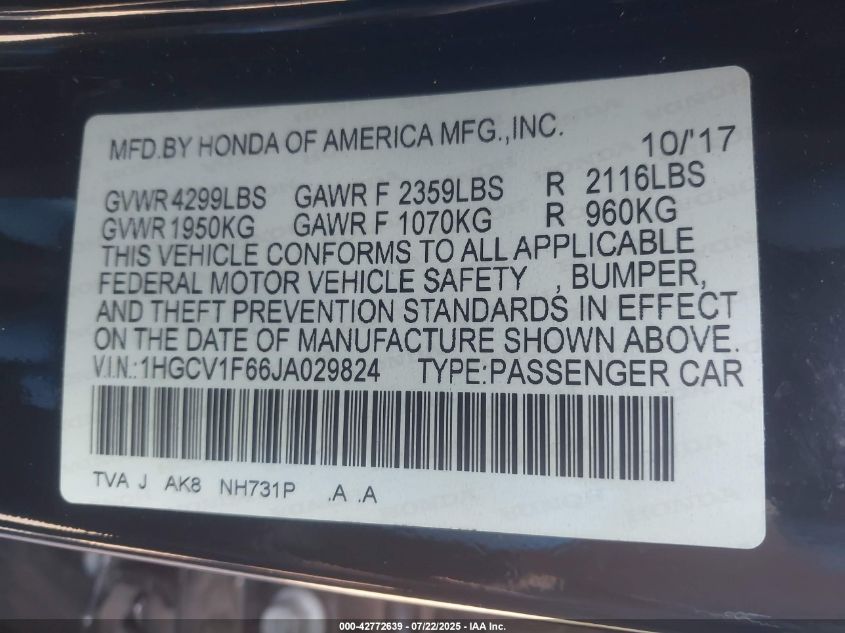 MFD.BY HONDA OF AMERICA MFG.,INC. 10/'17
GVWR 4299LBS GAWR F 2359LBS R 2116LBS
GVWR 1950KG GAWR F 1070KG R 960KG
THIS VEHICLE CONFORMS TO ALL APPLICABLE
FEDERAL MOTOR VEHICLE SAFETY , BUMPER,
AND THEFT PREVENTION STANDARDS IN EFFECT
ON THE DATE OF MANUFACTURE SHOWN ABOVE.
V.I.N.:1HGCV1F66JA029824 TYPE:PASSENGER CAR
TVA J AK8 NH731P .A .A
000-42772639 - 07/22/2025 - IAA Inc.